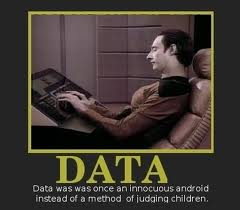 DATA
Data was was once an innocuous android
instead of a method  of judging children.